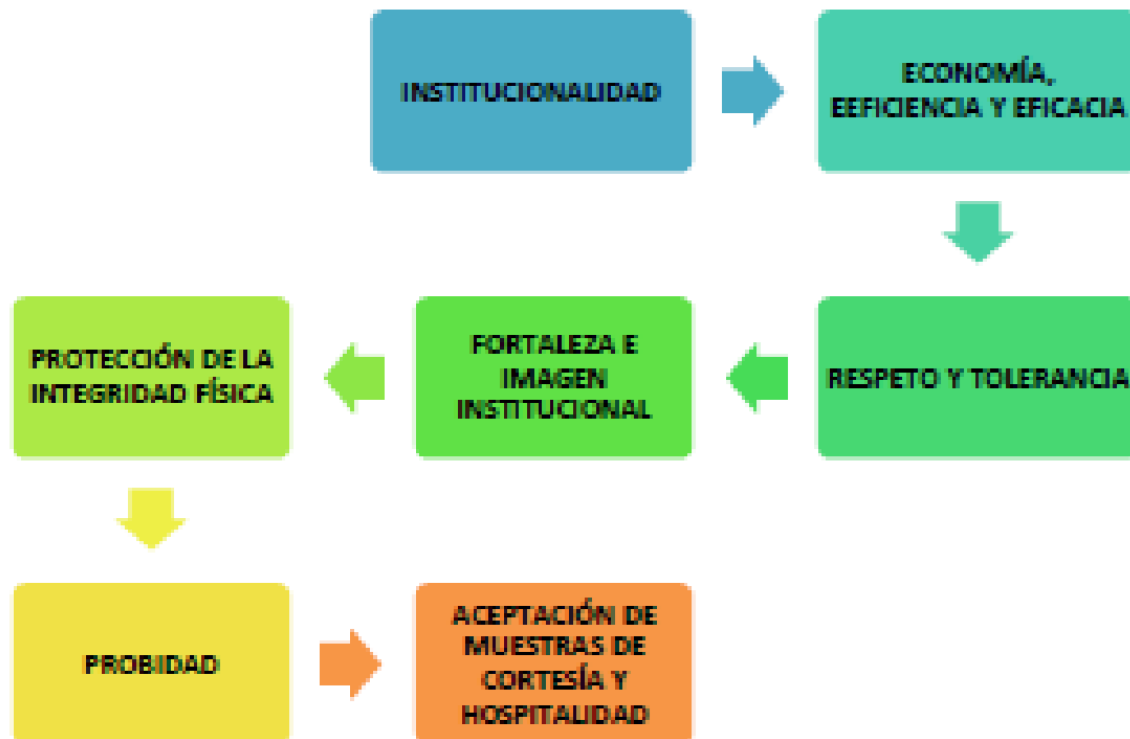 INSTITUCIONALIDAD
ECONOMÍA,
EEFICIENCIA Y EFICACIA
RESPETO Y TOLERANCIA
FORTALEZA E
IMAGEN
INSTITUCIONAL
PROTECCIÓN DE LA
INTEGRIDAD FÍSICA
PROBIDAD
ACEPTACIÓN DE
MUESTRAS DE
CORTESÍA Y
HOSPITALIDAD